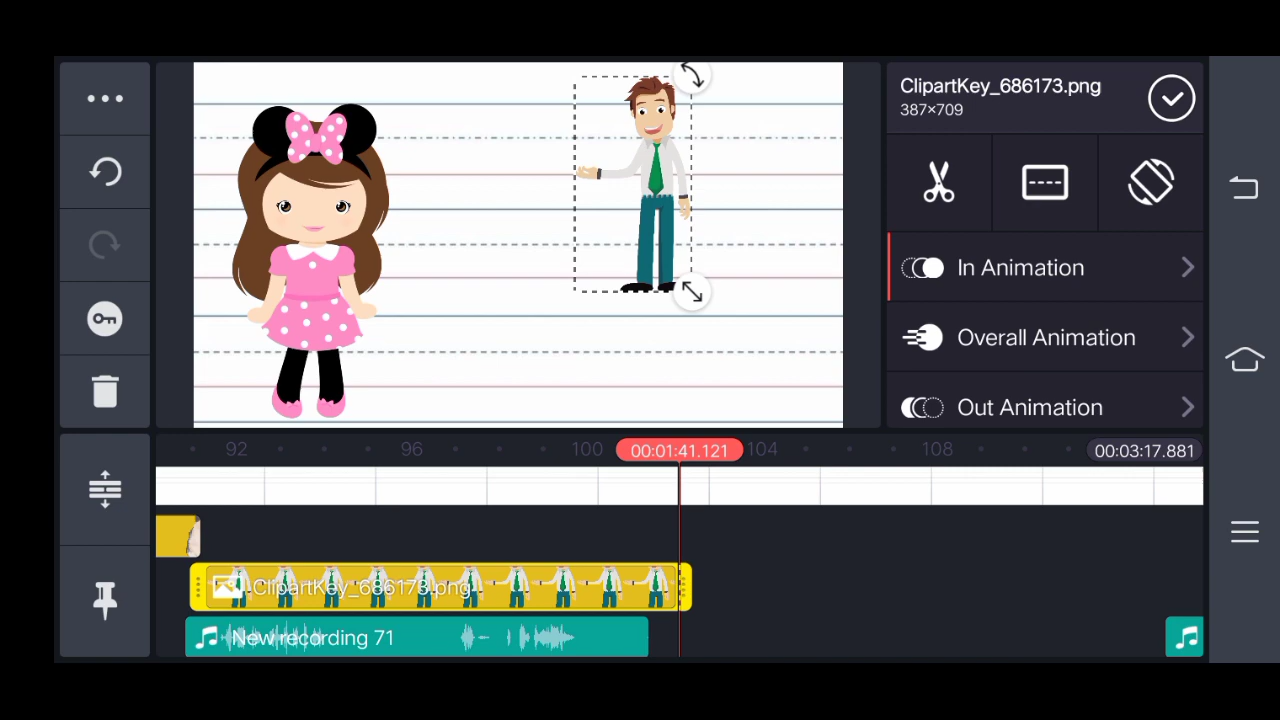 ClipartKey_686173.png
387×709
In Animation
Overall Animation
Out Animation
92 96 100 00:01:41.121 104 108 00:03:17.881
ClipartKey_686173.png
New recording 71